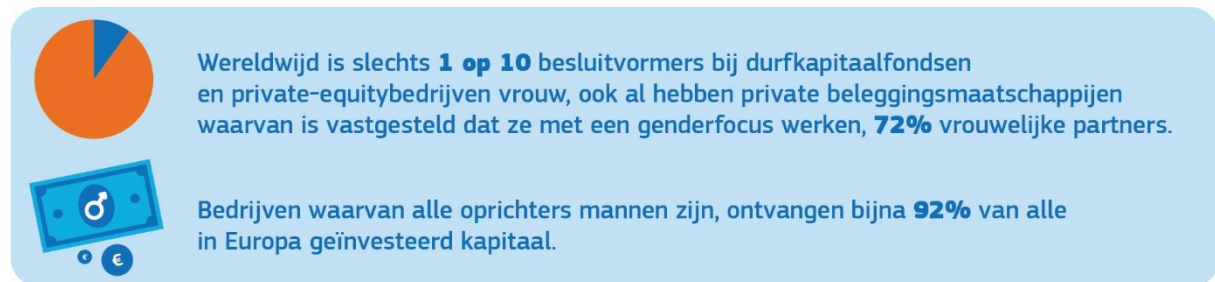 Wereldwijd is slechts 1 op 10 besluitvormers bij durfkapitaalfondsen
en private-equitybedrijven vrouw, ook al hebben private beleggingsmaatschappijen
waarvan is vastgesteld dat ze met een genderfocus werken, 72% vrouwelijke partners.
Bedrijven waarvan alle oprichters mannen zijn, ontvangen bijna 92% van alle
in Europa geïnvesteerd kapitaal.
€ €